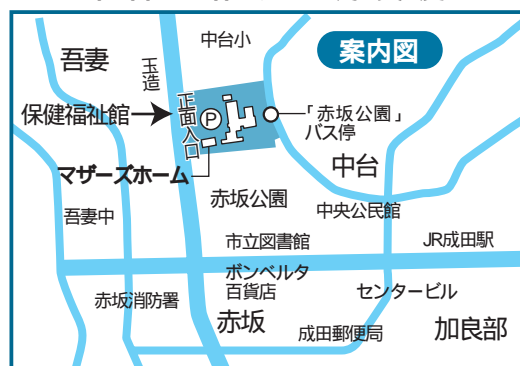 案内図
中台小
吾妻
玉造
保健福祉館
正面入口
P
「赤坂公園」
バス停
中台
マザーズホーム
赤坂公園
中央公民館
吾妻中
市立図書館
JR成田駅
ボンベルタ
百貨店
センタービル
赤坂消防署
赤坂
成田郵便局
加良部